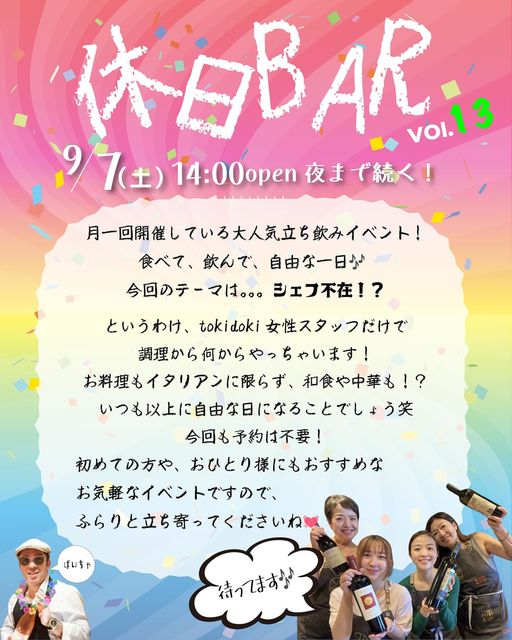 休日BAR
VOl.13
9/7(土) 14:00open 夜まで続く！
月一回開催している大人気立ち飲みイベント！
食べて、飲んで、自由な一日🎶
今回のテーマは。。。シェフ不在！？
というわけ、tokidoki 女性スタッフだけで
調理から何からやっちゃいます！
お料理もイタリアンに限らず、和食や中華も！？
いつも以上に自由な日になることでしょう笑
今回も予約は不要！
初めての方や、おひとり様にもおすすめな
お気軽なイベントですので、
ふらりと立ち寄ってくださいね❤
ばいちゃ
待ってます🎶